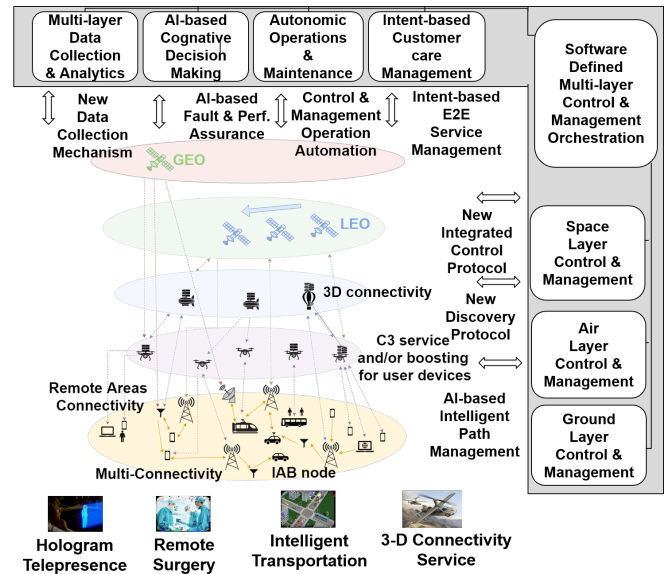 Multi-layer
Data
Collection
& Analytics
AI-based
Cognitive
Decision
Making
Autonomic
Operations
&
Maintenance
Intent-based
Customer
care
Management
Software
Defined
Multi-layer
Control &
Management
Orchestration
New
Data
Collection
Mechanism
AI-based
Fault & Perf.
Assurance
Control &
Management
Operation
Automation
Intent-based
E2E
Service
Management
GEO
LEO
New
Integrated
Control
Protocol
Space
Layer
Control &
Management
3D connectivity
New
Discovery
Protocol
C3 service
and/or boosting
for user devices
Air
Layer
Control &
Management
Remote Areas
Connectivity
AI-based
Intelligent
Path
Management
Ground
Layer
Control &
Management
Multi-Connectivity
IAB node
Hologram
Telepresence
Remote
Surgery
Intelligent
Transportation
3-D Connectivity
Service